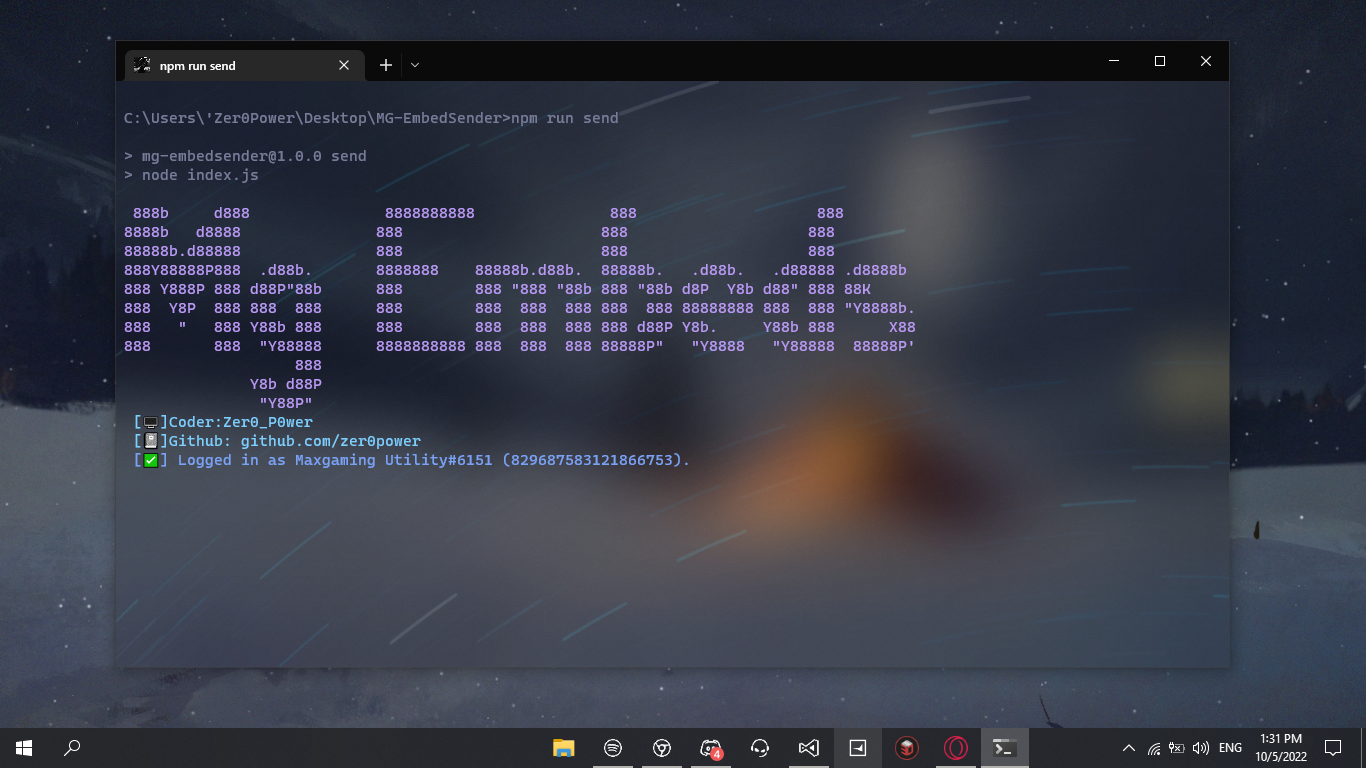 npm run send
C:\Users\'Zer0Power\Desktop\MG-EmbedSender>npm run send
> mg-embedsender@1.0.0 send
> node index.js
 888b     d888               8888888888               888                    888
8888b   d8888               888                      888                    888
88888b.d88888               888                      888                    888
888Y88888P888  .d88b.       8888888    88888b.d88b.  88888b.   .d88b.   .d88888 .d8888b
888 Y888P 888 d88P"88b      888        888 "888 "88b 888 "88b d8P  Y8b d88" 888 88K
888  Y8P  888 888  888      888        888  888  888 888  888 88888888 888  888 "Y8888b.
888   "   888 Y88b 888      888        888  888  888 888 d88P Y8b.     Y88b 888      X88
888       888  "Y88888      8888888888 888  888  888 88888P"   "Y8888   "Y88888  88888P'
                   888
              Y8b d88P
               "Y88P"
[🖥️]Coder:Zer0_P0wer
[📓]Github: github.com/zer0power
[✅] Logged in as Maxgaming Utility#6151 (829687583121866753).
4
ENG
1:31 PM
10/5/2022